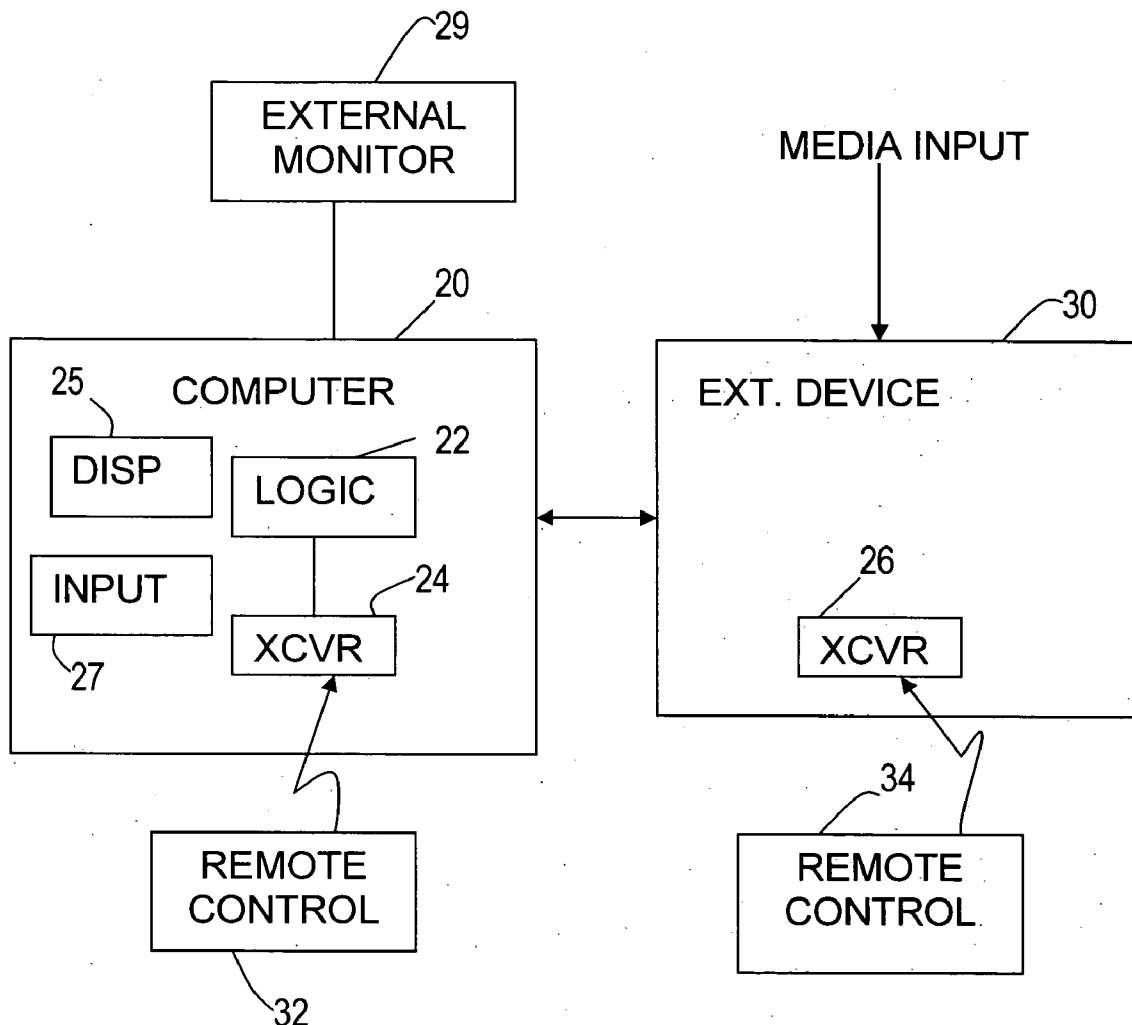 29
EXTERNAL
MONITOR
MEDIA INPUT
20
30
COMPUTER
EXT. DEVICE
25
DISP
22
LOGIC
INPUT
27
24
XCVR
26
XCVR
REMOTE
CONTROL
32
34
REMOTE
CONTROL